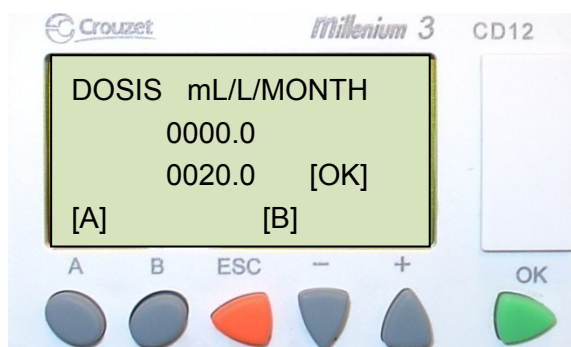 Crouzet Millenium 3 CD12
DOSIS mL/L/MONTH
0000.0
0020.0 [OK]
[A] [B]
A B ESC − + OK